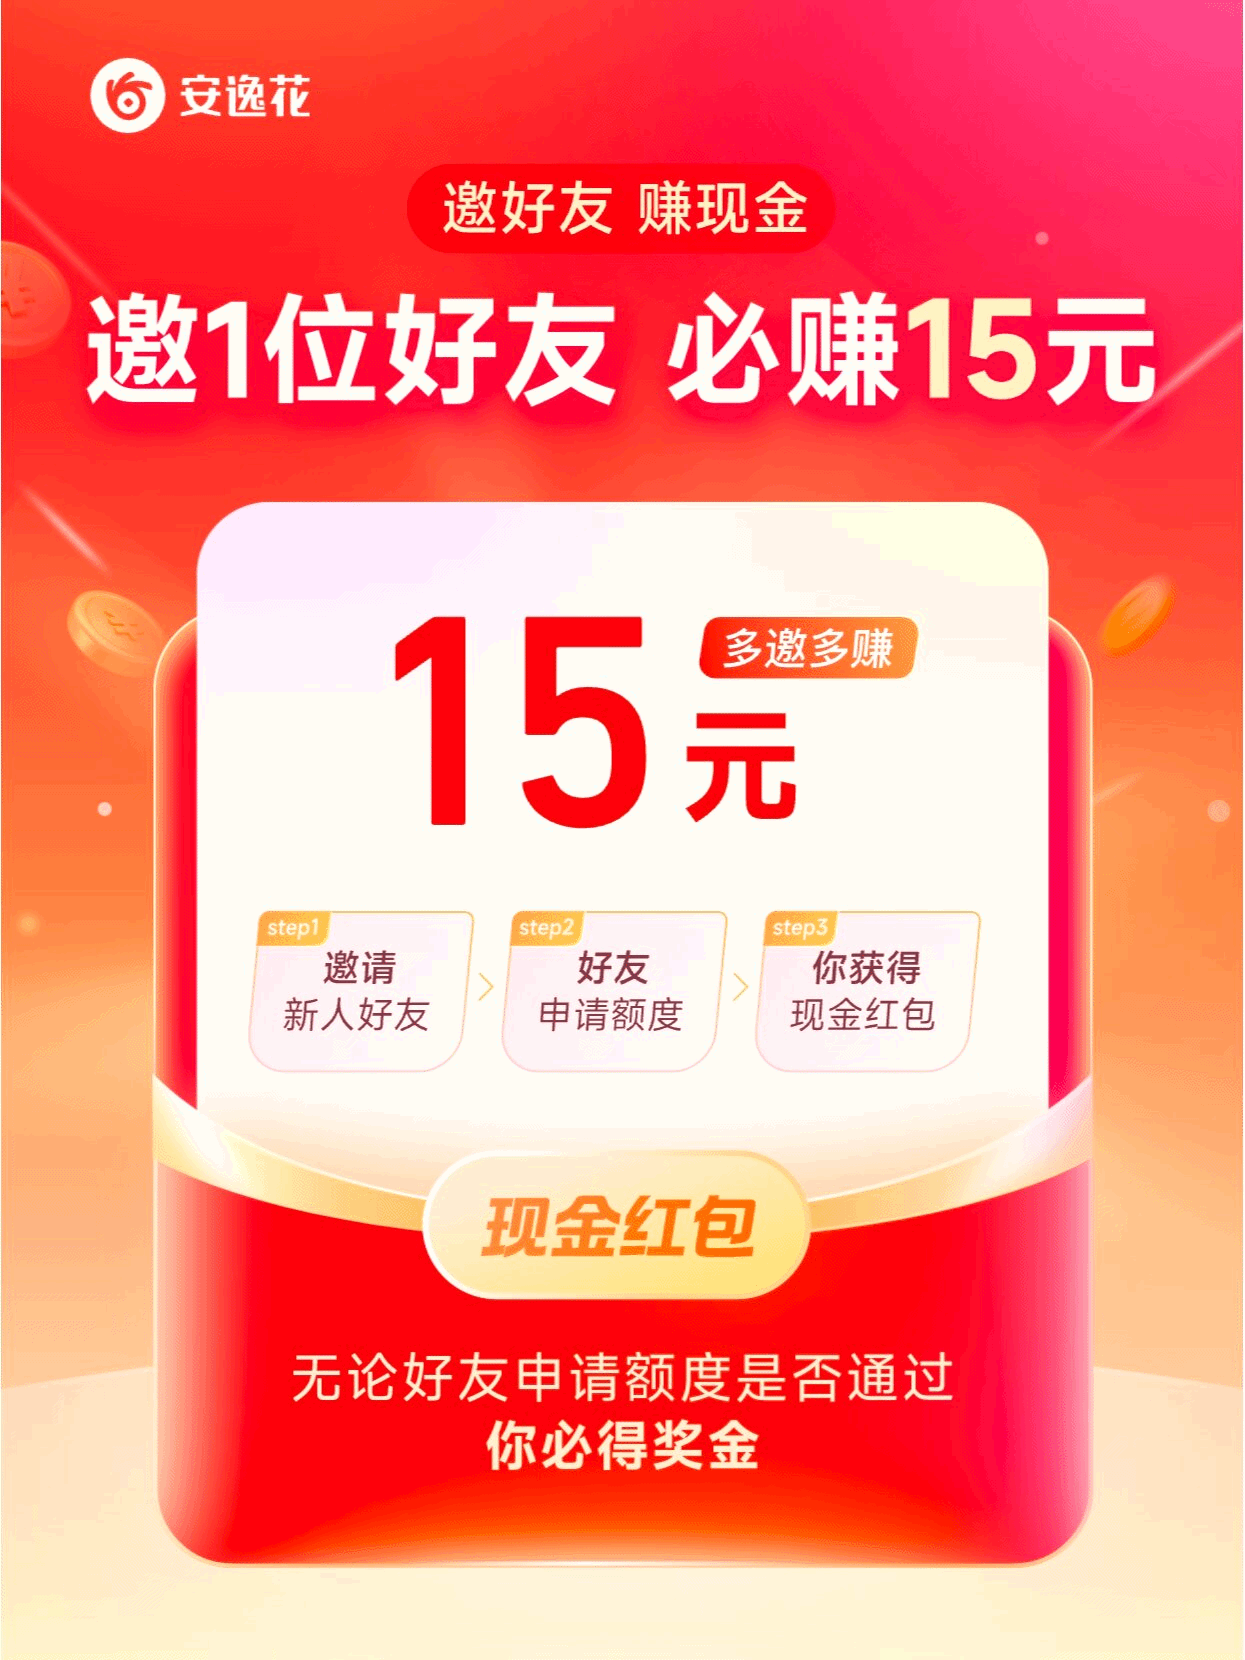 安逸花
邀好友 赚现金
邀1位好友 必赚15元
15元
多邀多赚
step1
邀请
新人好友
step2
好友
申请额度
step3
你获得
现金红包
现金红包
无论好友申请额度是否通过
你必得奖金